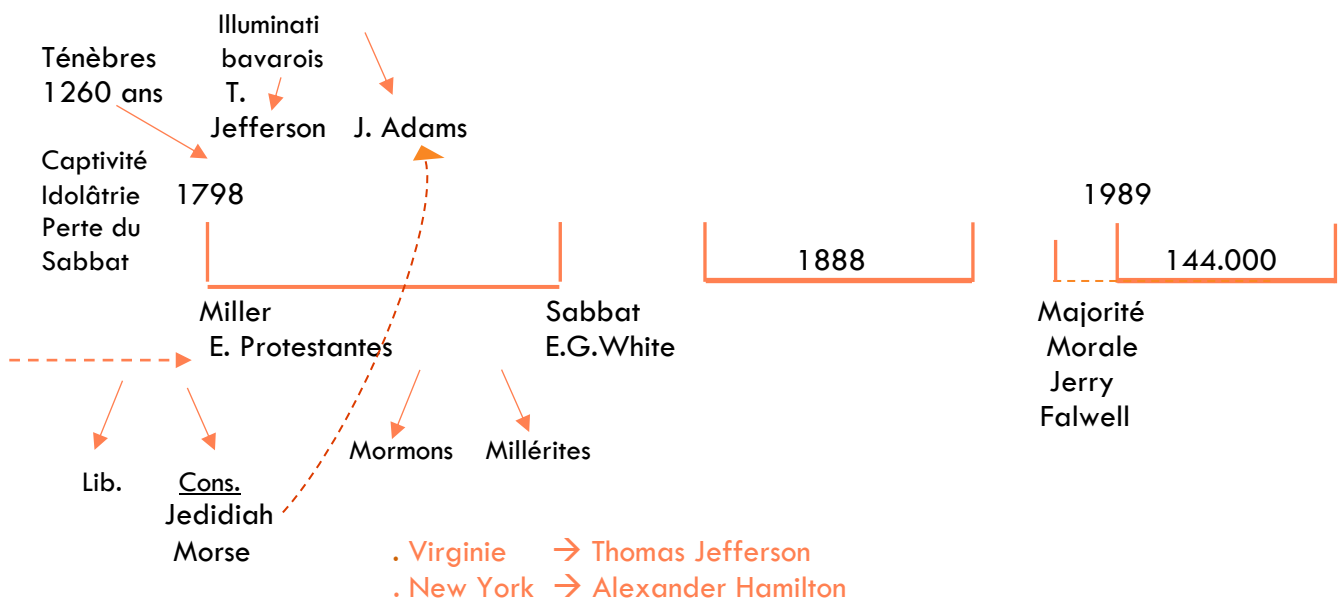 Illuminati
bavarois
Ténèbres
1260 ans
T.
Jefferson
J. Adams
Captivité
Idolâtrie
Perte du
Sabbat
1798
1989
1888
144.000
Miller
E. Protestantes
Sabbat
E.G.White
Majorité
Morale
Jerry
Falwell
Mormons
Millérites
Lib.
Cons.
Jedidiah
Morse
. Virginie → Thomas Jefferson
. New York → Alexander Hamilton